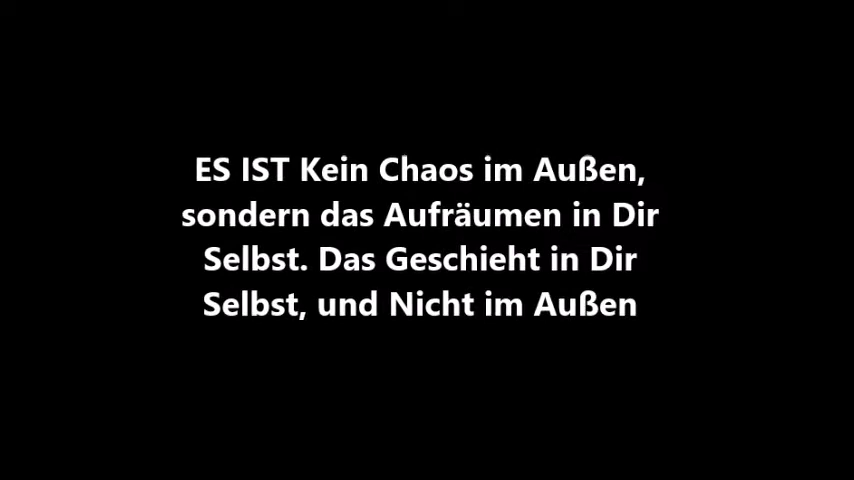 ES IST Kein Chaos im Außen,
sondern das Aufräumen in Dir
Selbst. Das Geschieht in Dir
Selbst, und Nicht im Außen